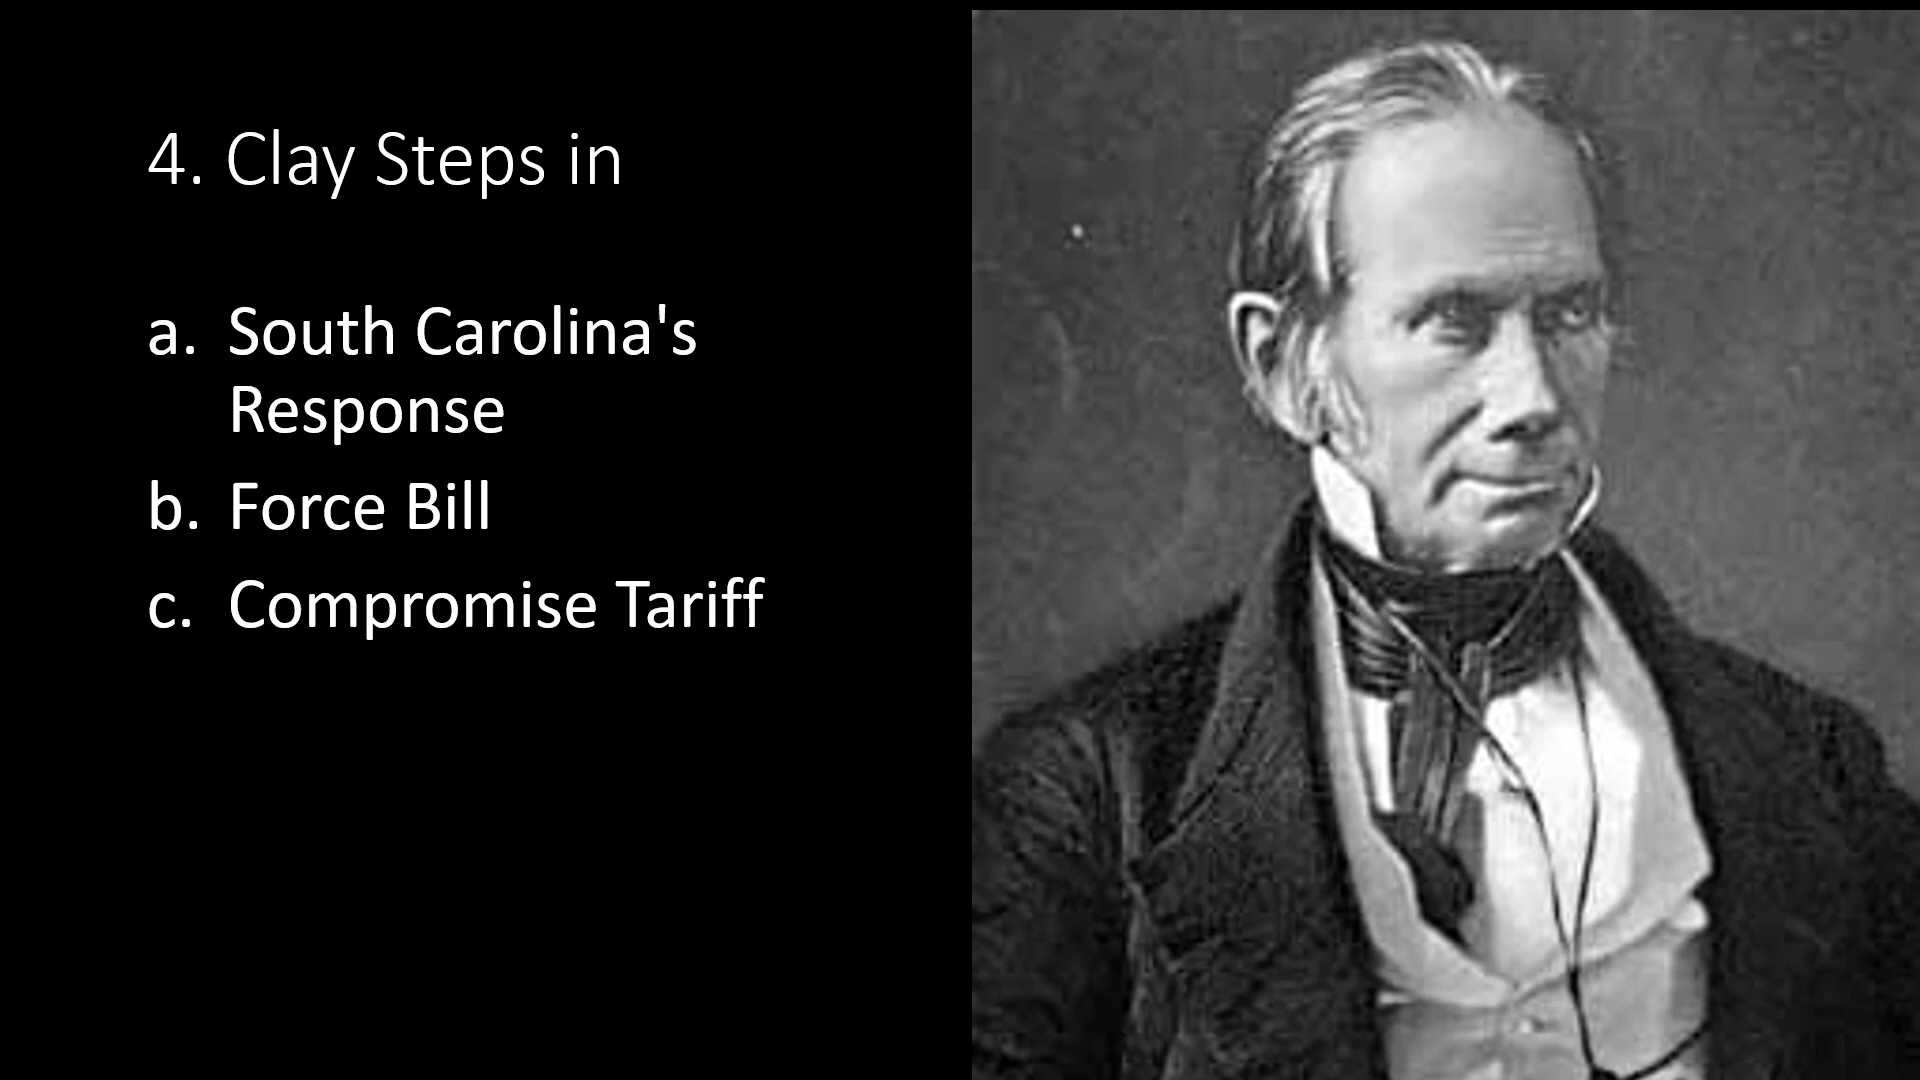 4. Clay Steps in
a. South Carolina's
Response
b. Force Bill
c. Compromise Tariff